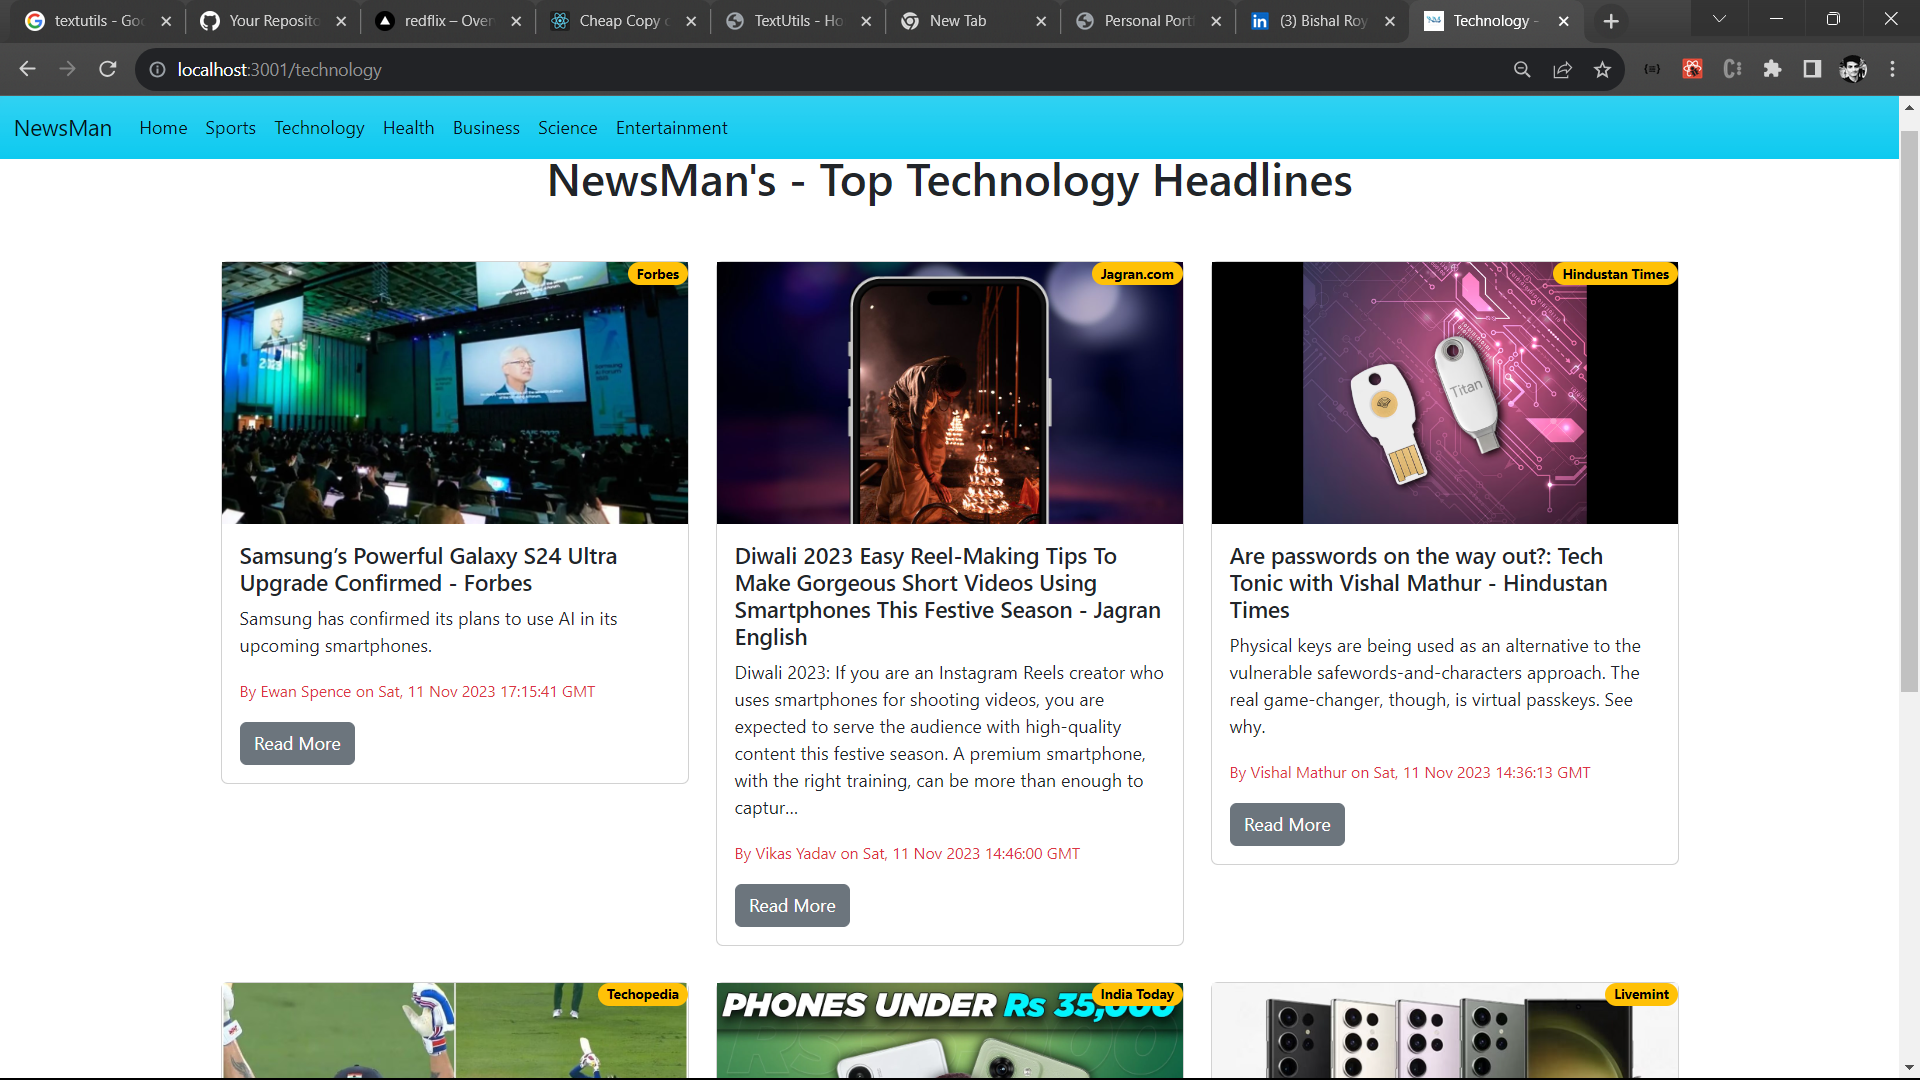 textutils - Goo
Your Reposito
redflix – Over
Cheap Copy o
TextUtils - Ho
New Tab
Personal Port
(3) Bishal Roy
Technology -
localhost:3001/technology
NewsMan Home Sports Technology Health Business Science Entertainment
NewsMan's - Top Technology Headlines
Forbes
Samsung’s Powerful Galaxy S24 Ultra
Upgrade Confirmed - Forbes
Samsung has confirmed its plans to use AI in its
upcoming smartphones.
By Ewan Spence on Sat, 11 Nov 2023 17:15:41 GMT
Read More
Jagran.com
Diwali 2023 Easy Reel-Making Tips To
Make Gorgeous Short Videos Using
Smartphones This Festive Season - Jagran
English
Diwali 2023: If you are an Instagram Reels creator who
uses smartphones for shooting videos, you are
expected to serve the audience with high-quality
content this festive season. A premium smartphone,
with the right training, can be more than enough to
captur...
By Vikas Yadav on Sat, 11 Nov 2023 14:46:00 GMT
Read More
Hindustan Times
Titan
Are passwords on the way out?: Tech
Tonic with Vishal Mathur - Hindustan
Times
Physical keys are being used as an alternative to the
vulnerable safewords-and-characters approach. The
real game-changer, though, is virtual passkeys. See
why.
By Vishal Mathur on Sat, 11 Nov 2023 14:36:13 GMT
Read More
Techopedia
India Today
PHONES UNDER Rs 35,000
Livemint